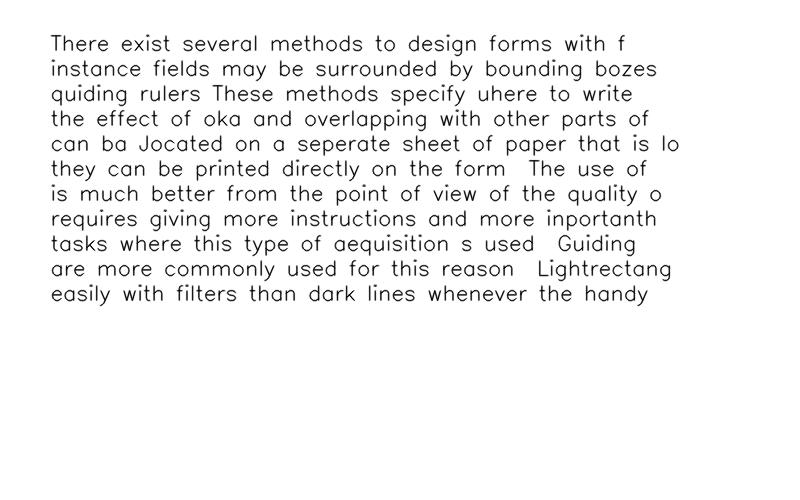 There exist several methods to design forms with f
instance fields may be surrounded by bounding bozes
quiding rulers These methods specify uhere to write
the effect of oka and overlapping with other parts of
can ba Jocated on a seperate sheet of paper that is lo
they can be printed directly on the form  The use of
is much better from the point of view of the quality o
requires giving more instructions and more inportanth
tasks where this type of aequisition s used  Guiding
are more commonly used for this reason  Lightrectang
easily with filters than dark lines whenever the handy